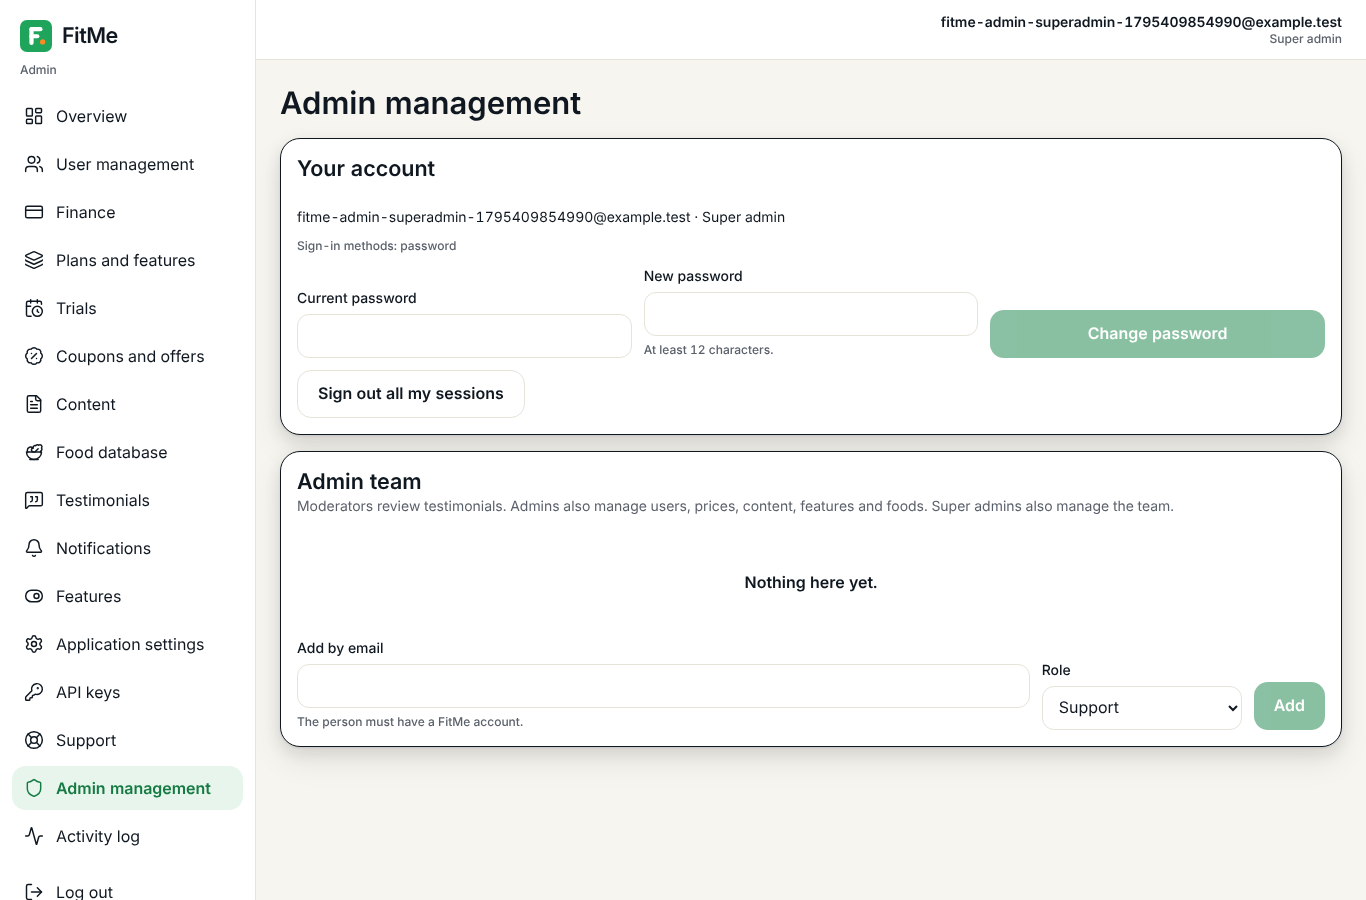 FitMe
Admin
Overview
User management
Finance
Plans and features
Trials
Coupons and offers
Content
Food database
Testimonials
Notifications
Features
Application settings
API keys
Support
Admin management
Activity log
Log out
fitme-admin-superadmin-1795409854990@example.test
Super admin
Admin management
Your account
fitme-admin-superadmin-1795409854990@example.test · Super admin
Sign-in methods: password
Current password
New password
At least 12 characters.
Change password
Sign out all my sessions
Admin team
Moderators review testimonials. Admins also manage users, prices, content, features and foods. Super admins also manage the team.
Nothing here yet.
Add by email
The person must have a FitMe account.
Role
Support
Add